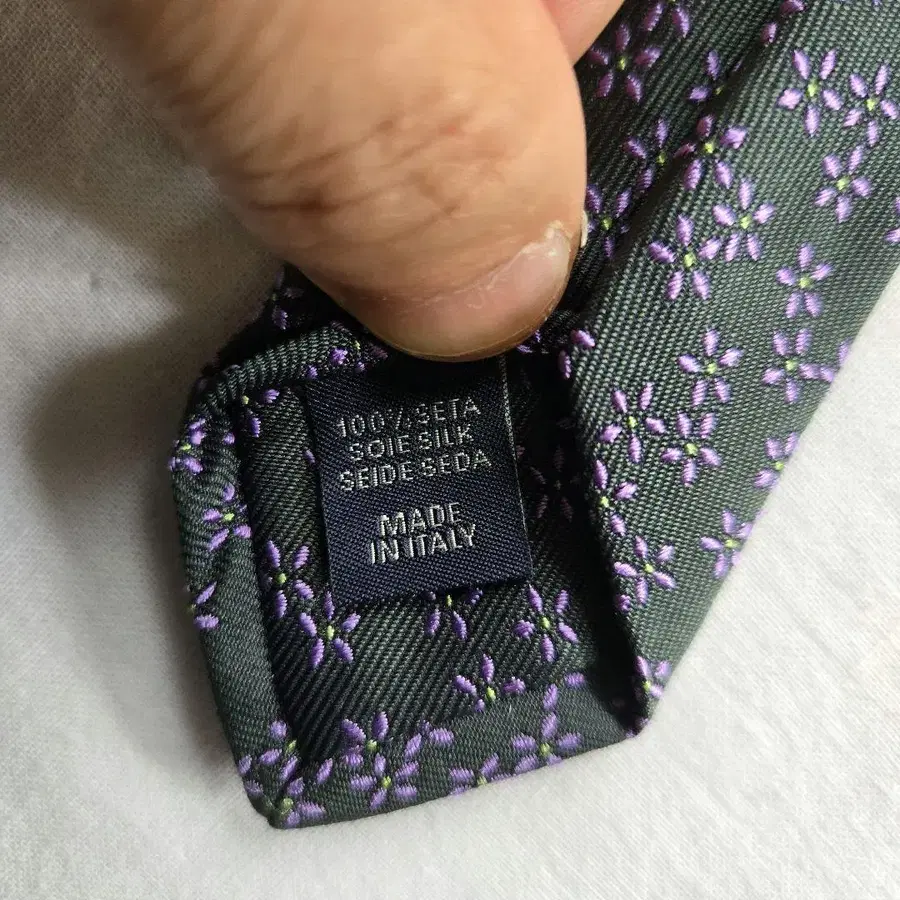 100% SETA
SOIE SILK
SEIDE SEDA
MADE
IN ITALY